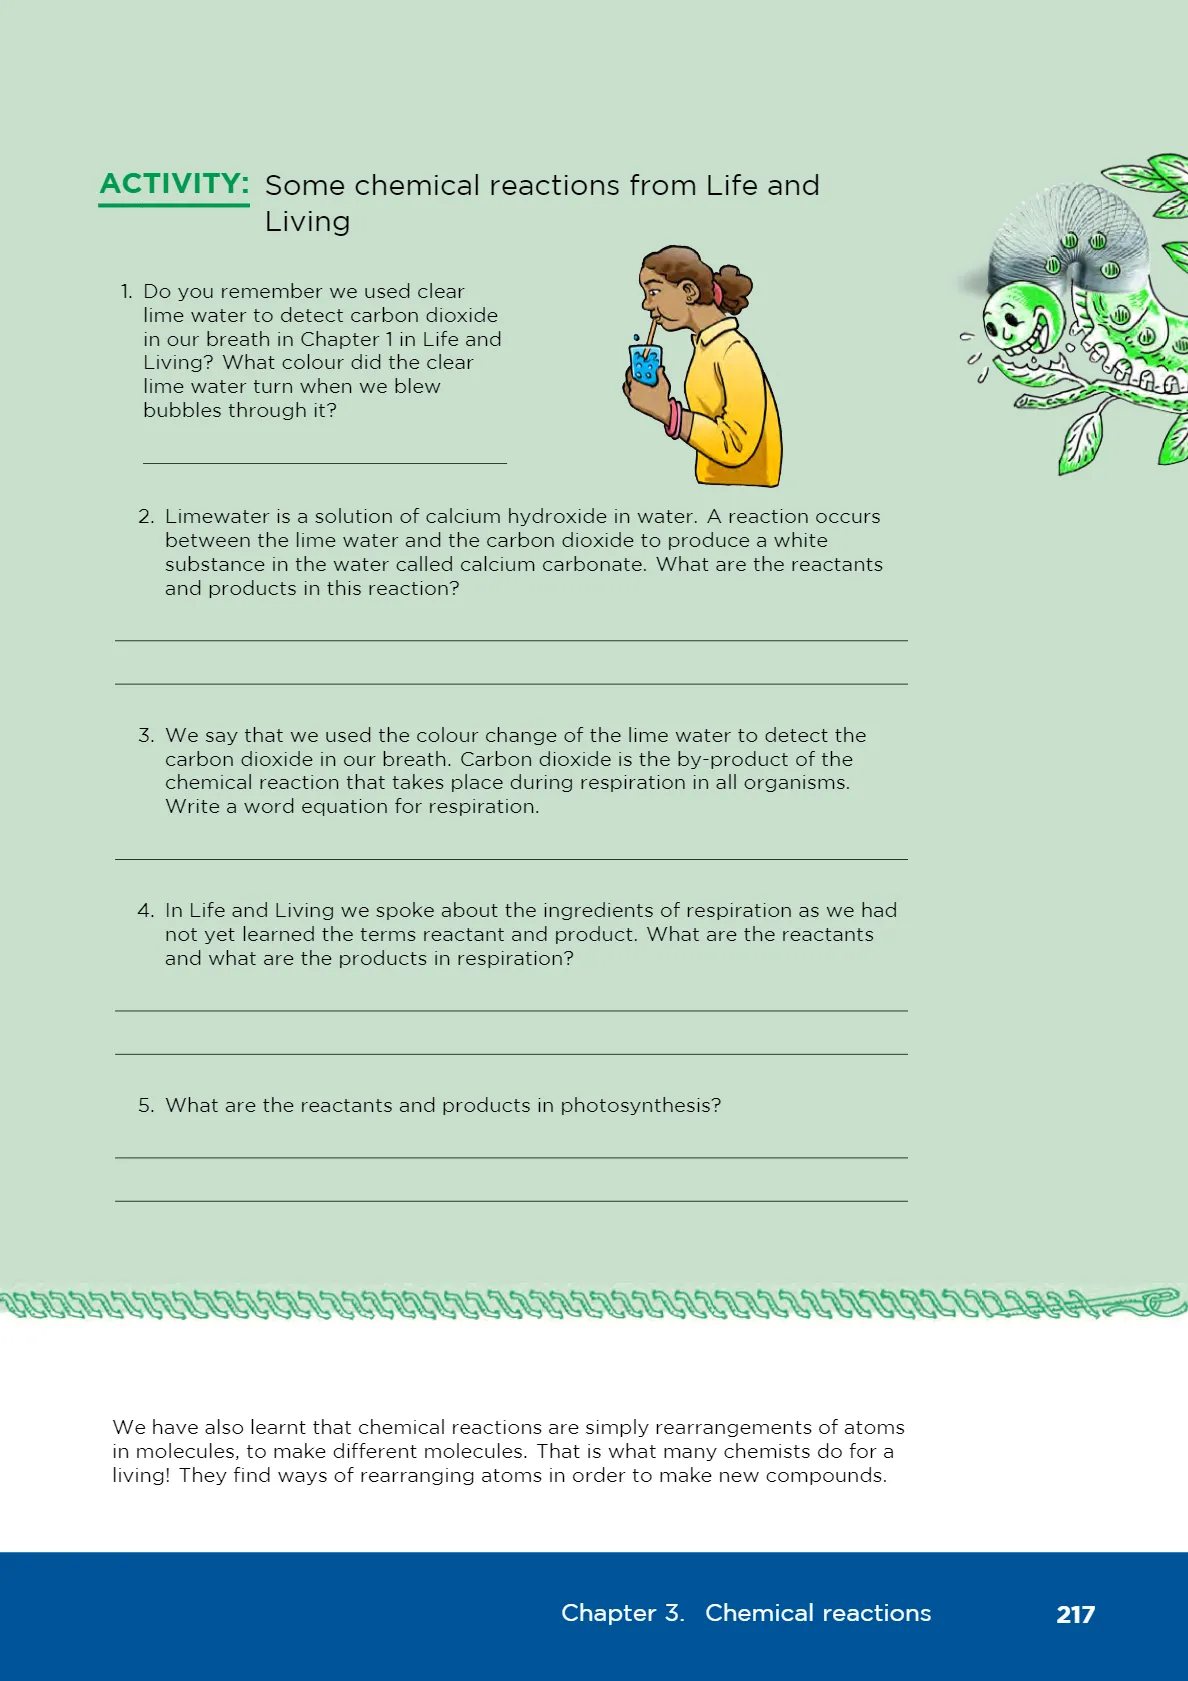 ACTIVITY: Some chemical reactions from Life and
Living
1. Do you remember we used clear
lime water to detect carbon dioxide
in our breath in Chapter 1 in Life and
Living? What colour did the clear
lime water turn when we blew
bubbles through it?
2. Limewater is a solution of calcium hydroxide in water. A reaction occurs
between the lime water and the carbon dioxide to produce a white
substance in the water called calcium carbonate. What are the reactants
and products in this reaction?
3. We say that we used the colour change of the lime water to detect the
carbon dioxide in our breath. Carbon dioxide is the by-product of the
chemical reaction that takes place during respiration in all organisms.
Write a word equation for respiration.
4. In Life and Living we spoke about the ingredients of respiration as we had
not yet learned the terms reactant and product. What are the reactants
and what are the products in respiration?
5. What are the reactants and products in photosynthesis?
We have also learnt that chemical reactions are simply rearrangements of atoms
in molecules, to make different molecules. That is what many chemists do for a
living! They find ways of rearranging atoms in order to make new compounds.
Chapter 3. Chemical reactions 217